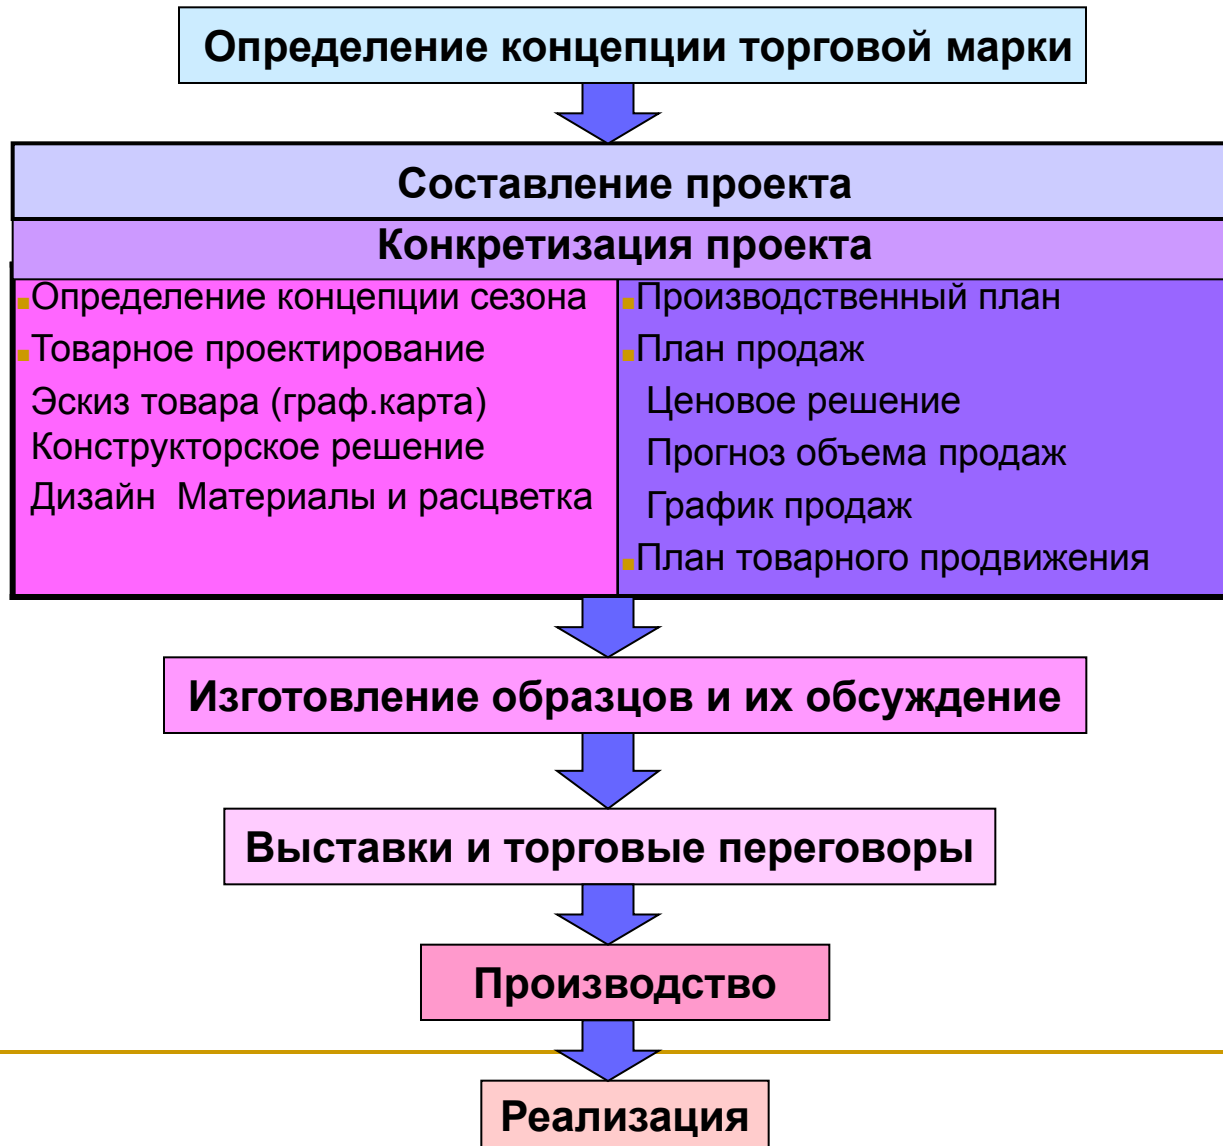 Определение концепции торговой марки
Составление проекта
Конкретизация проекта
Определение концепции сезона
Товарное проектирование
Эскиз товара (граф.карта)
Конструкторское решение
Дизайн Материалы и расцветка
Производственный план
План продаж
Ценовое решение
Прогноз объема продаж
График продаж
План товарного продвижения
Изготовление образцов и их обсуждение
Выставки и торговые переговоры
Производство
Реализация